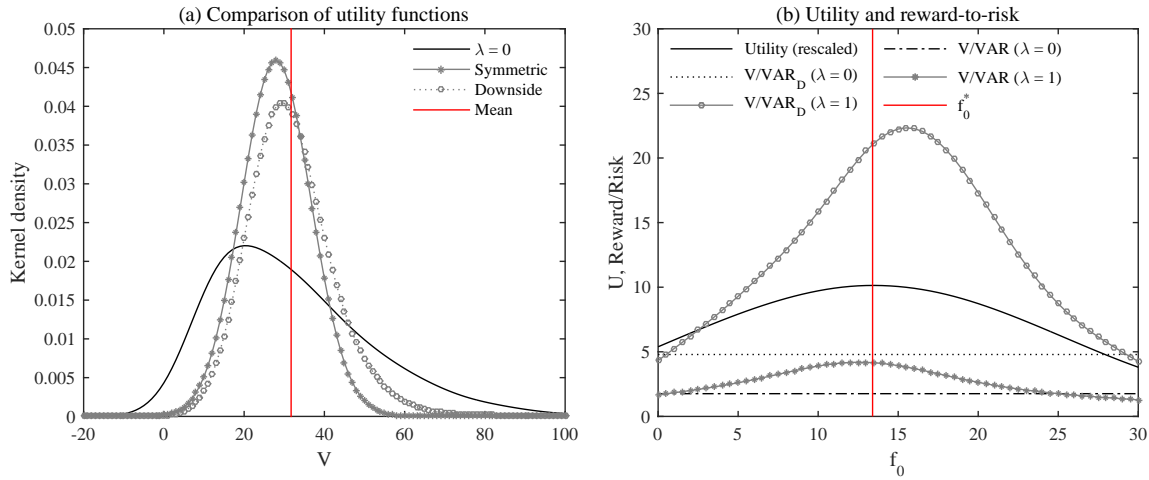 (a) Comparison of utility functions
λ = 0
Symmetric
Downside
Mean
Kernel density
0.05
0.045
0.04
0.035
0.03
0.025
0.02
0.015
0.01
0.005
0
-20 0 20 40 60 80 100
V
(b) Utility and reward-to-risk
Utility (rescaled)
V/VAR_D (λ = 0)
V/VAR_D (λ = 1)
V/VAR (λ = 0)
V/VAR (λ = 1)
f_0^*
U, Reward/Risk
30
25
20
15
10
5
0
0 5 10 15 20 25 30
f_0